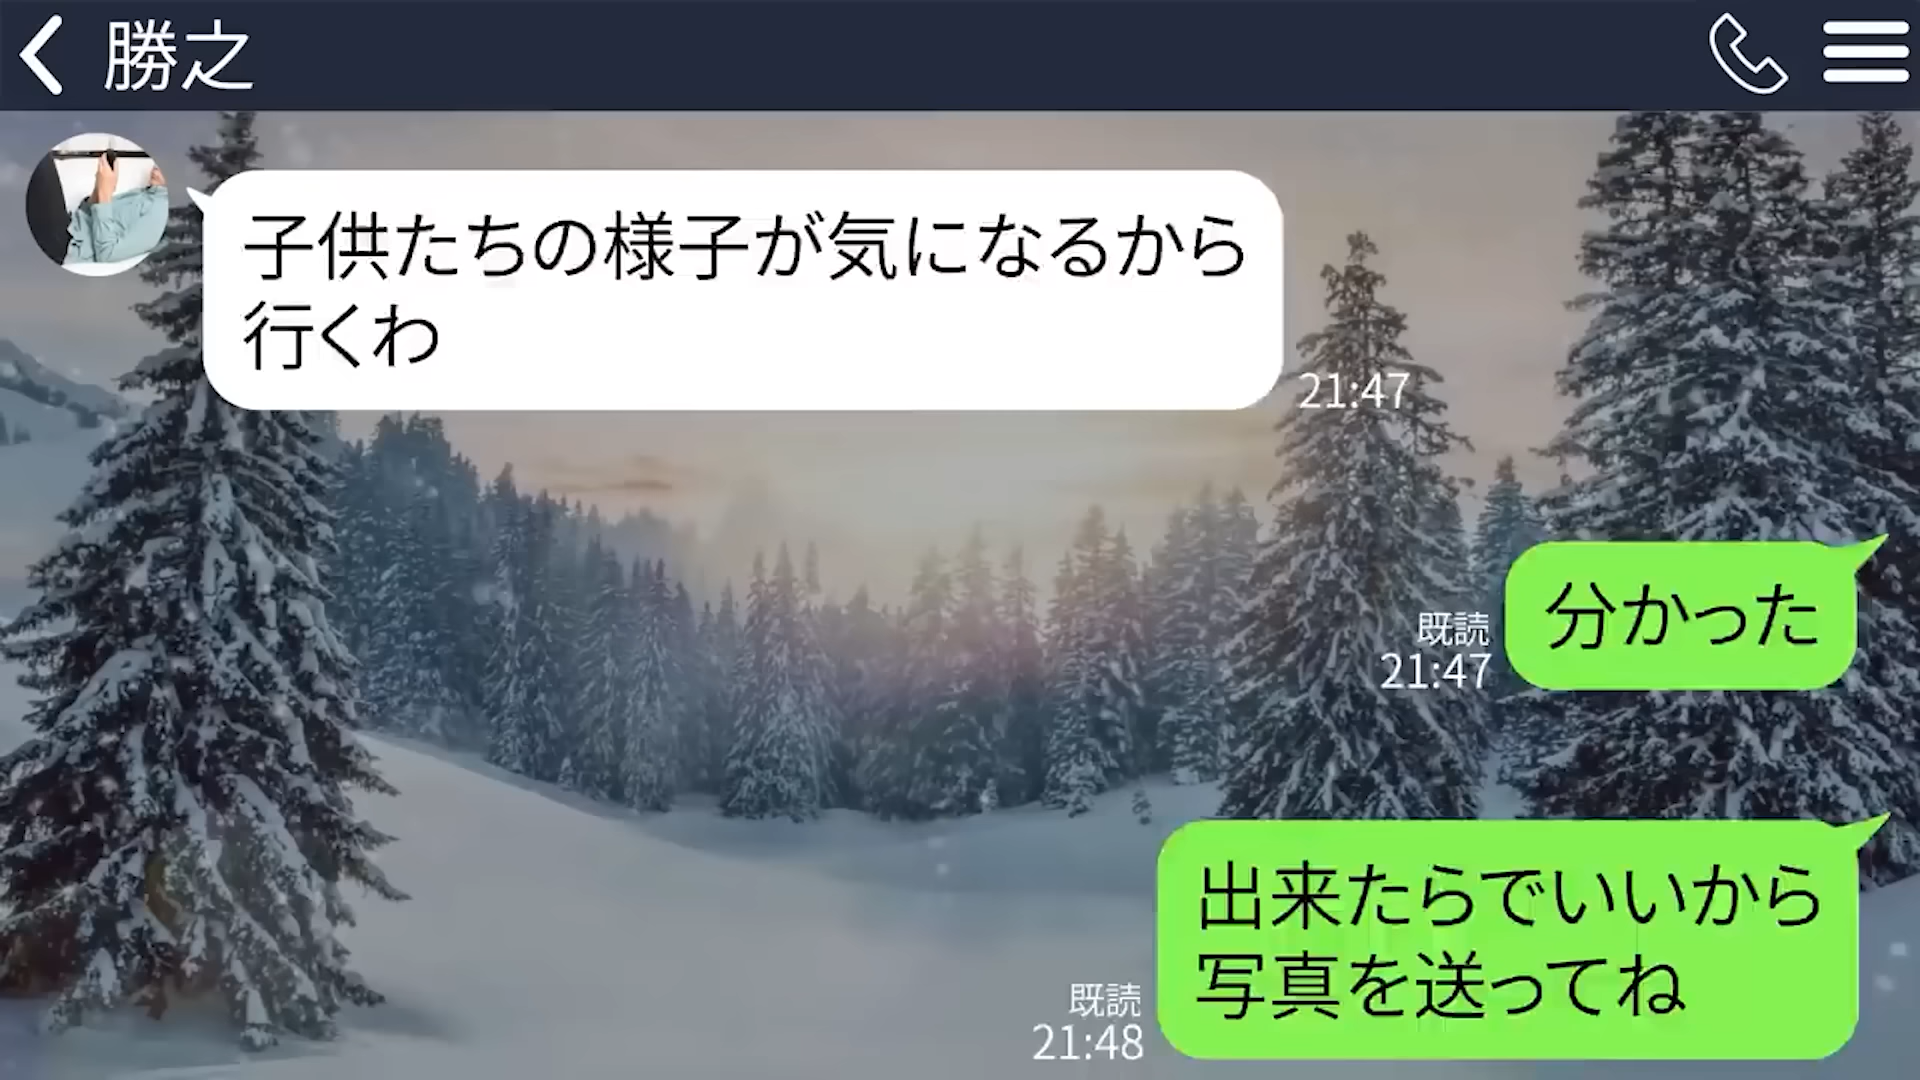 勝之
子供たちの様子が気になるから
行くわ
21:47
分かった
既読
21:47
出来たらでいいから
写真を送ってね
既読
21:48